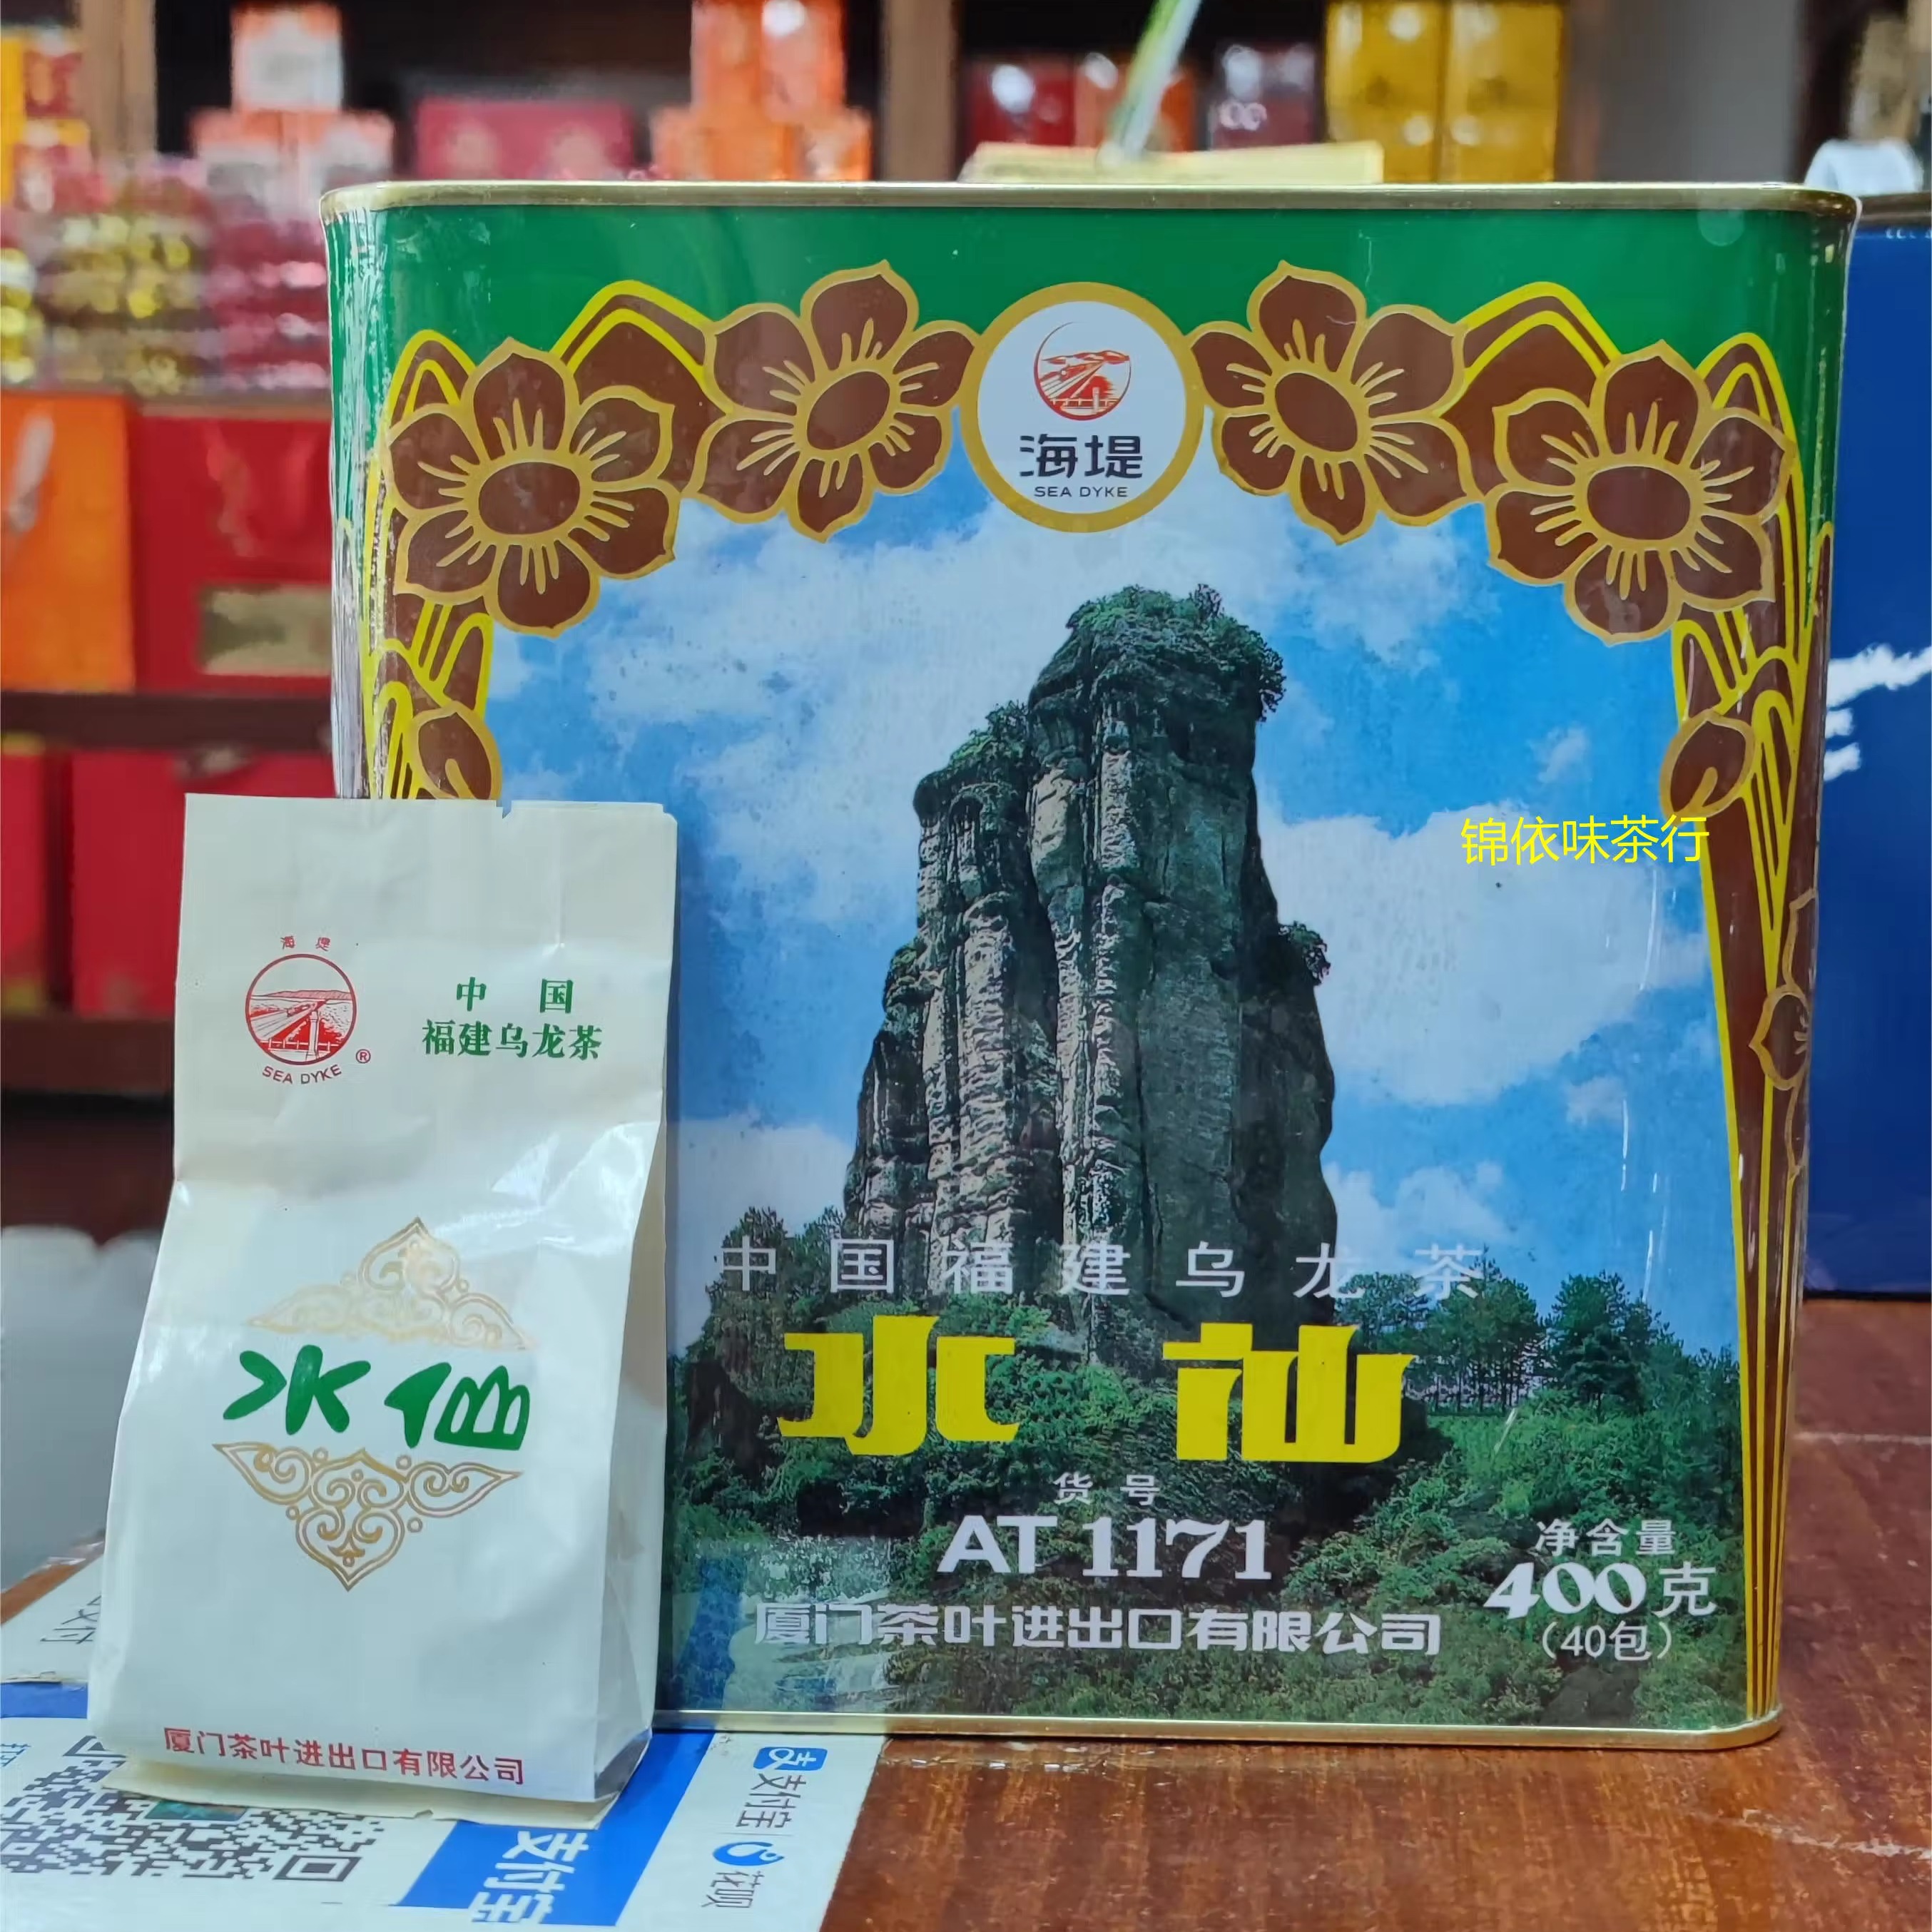 海堤
SEA DYKE
锦依味茶行
中国福建乌龙茶
水仙
货号
AT 1171
厦门茶叶进出口有限公司
净含量
400克
(40包)
海堤
SEA DYKE
®
中国
福建乌龙茶
水仙
厦门茶叶进出口有限公司
支付宝
花呗
支付宝